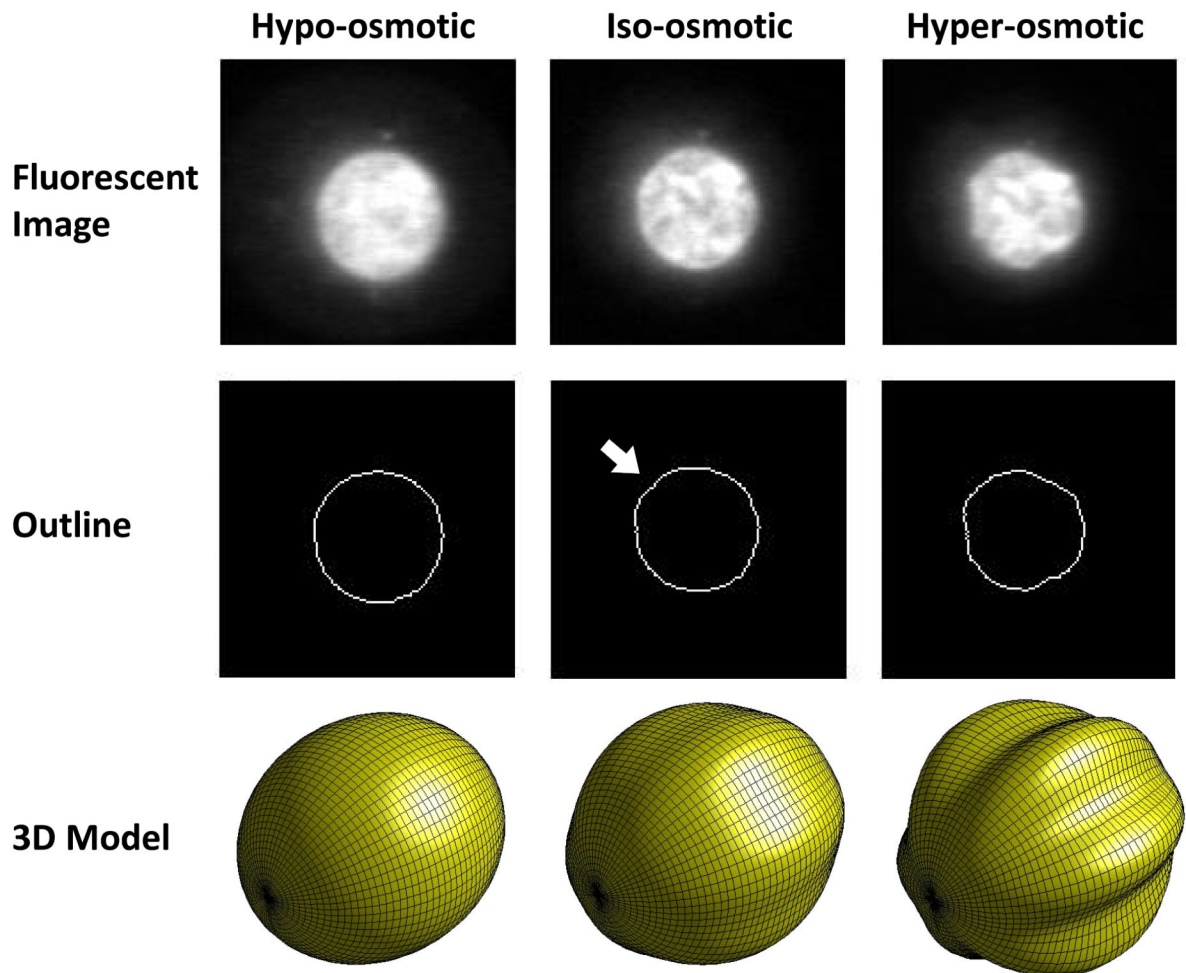 Hypo-osmotic
Iso-osmotic
Hyper-osmotic
Fluorescent
Image
Outline
3D Model